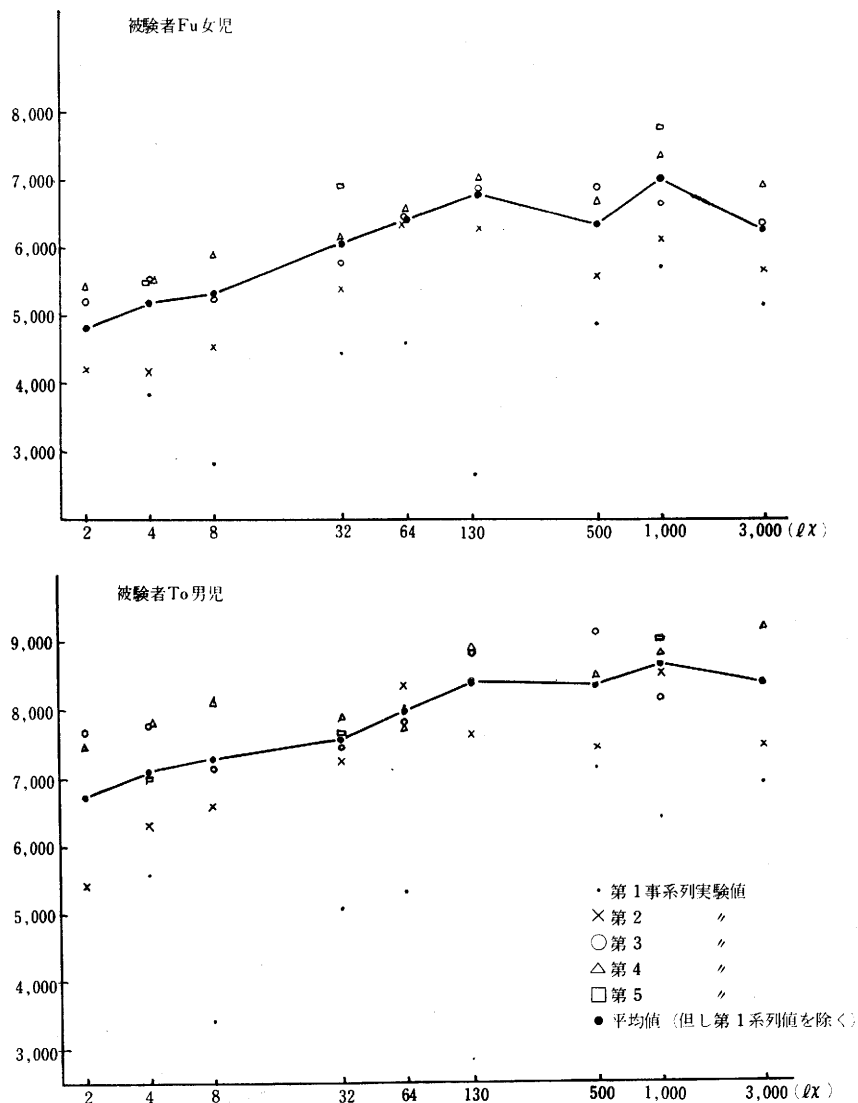 被験者Fu女児
8,000
7,000
6,000
5,000
4,000
3,000
2 4 8 32 64 130 500 1,000 3,000 (ℓx)
被験者To男児
9,000
8,000
7,000
6,000
5,000
4,000
3,000
・第1事系列実験値
×第2 〃
○第3 〃
△第4 〃
□第5 〃
●平均値(但し第1系列値を除く)
2 4 8 32 64 130 500 1,000 3,000 (ℓx)